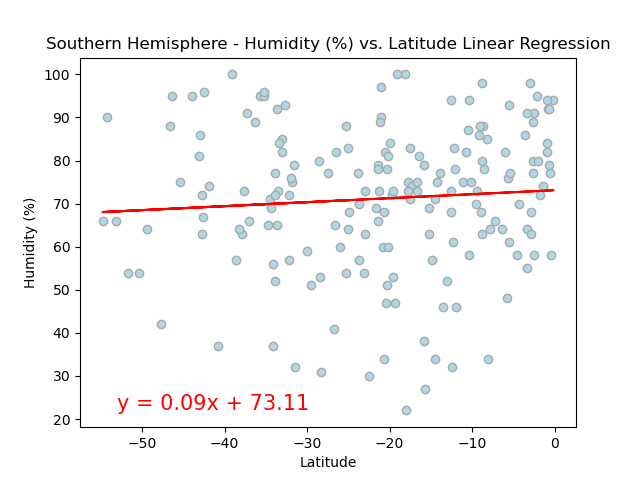 Southern Hemisphere - Humidity (%) vs. Latitude Linear Regression
100
90
80
70
60
50
40
30
20
Humidity (%)
y = 0.09x + 73.11
−50 −40 −30 −20 −10 0
Latitude